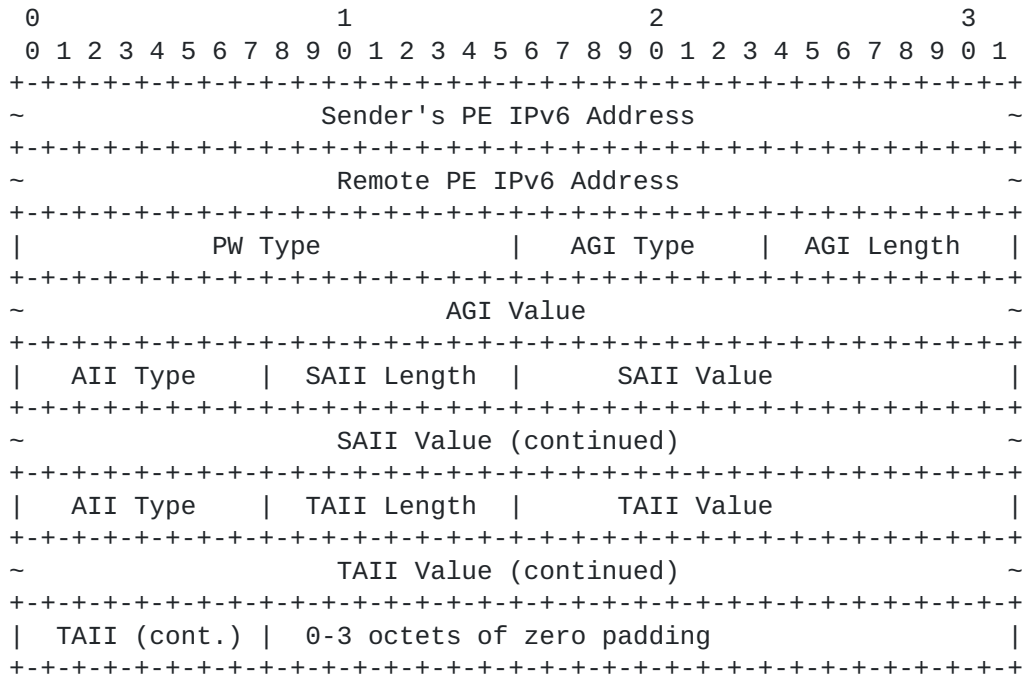 0                   1                   2                   3
 0 1 2 3 4 5 6 7 8 9 0 1 2 3 4 5 6 7 8 9 0 1 2 3 4 5 6 7 8 9 0 1
+-+-+-+-+-+-+-+-+-+-+-+-+-+-+-+-+-+-+-+-+-+-+-+-+-+-+-+-+-+-+-+-+
~                   Sender's PE IPv6 Address                    ~
+-+-+-+-+-+-+-+-+-+-+-+-+-+-+-+-+-+-+-+-+-+-+-+-+-+-+-+-+-+-+-+-+
~                    Remote PE IPv6 Address                     ~
+-+-+-+-+-+-+-+-+-+-+-+-+-+-+-+-+-+-+-+-+-+-+-+-+-+-+-+-+-+-+-+-+
|            PW Type            |   AGI Type    |  AGI Length   |
+-+-+-+-+-+-+-+-+-+-+-+-+-+-+-+-+-+-+-+-+-+-+-+-+-+-+-+-+-+-+-+-+
~                           AGI Value                           ~
+-+-+-+-+-+-+-+-+-+-+-+-+-+-+-+-+-+-+-+-+-+-+-+-+-+-+-+-+-+-+-+-+
|   AII Type    |  SAII Length  |      SAII Value               |
+-+-+-+-+-+-+-+-+-+-+-+-+-+-+-+-+-+-+-+-+-+-+-+-+-+-+-+-+-+-+-+-+
~                    SAII Value (continued)                     ~
+-+-+-+-+-+-+-+-+-+-+-+-+-+-+-+-+-+-+-+-+-+-+-+-+-+-+-+-+-+-+-+-+
|   AII Type    |  TAII Length  |      TAII Value               |
+-+-+-+-+-+-+-+-+-+-+-+-+-+-+-+-+-+-+-+-+-+-+-+-+-+-+-+-+-+-+-+-+
~                    TAII Value (continued)                     ~
+-+-+-+-+-+-+-+-+-+-+-+-+-+-+-+-+-+-+-+-+-+-+-+-+-+-+-+-+-+-+-+-+
|  TAII (cont.) |  0-3 octets of zero padding                   |
+-+-+-+-+-+-+-+-+-+-+-+-+-+-+-+-+-+-+-+-+-+-+-+-+-+-+-+-+-+-+-+-+